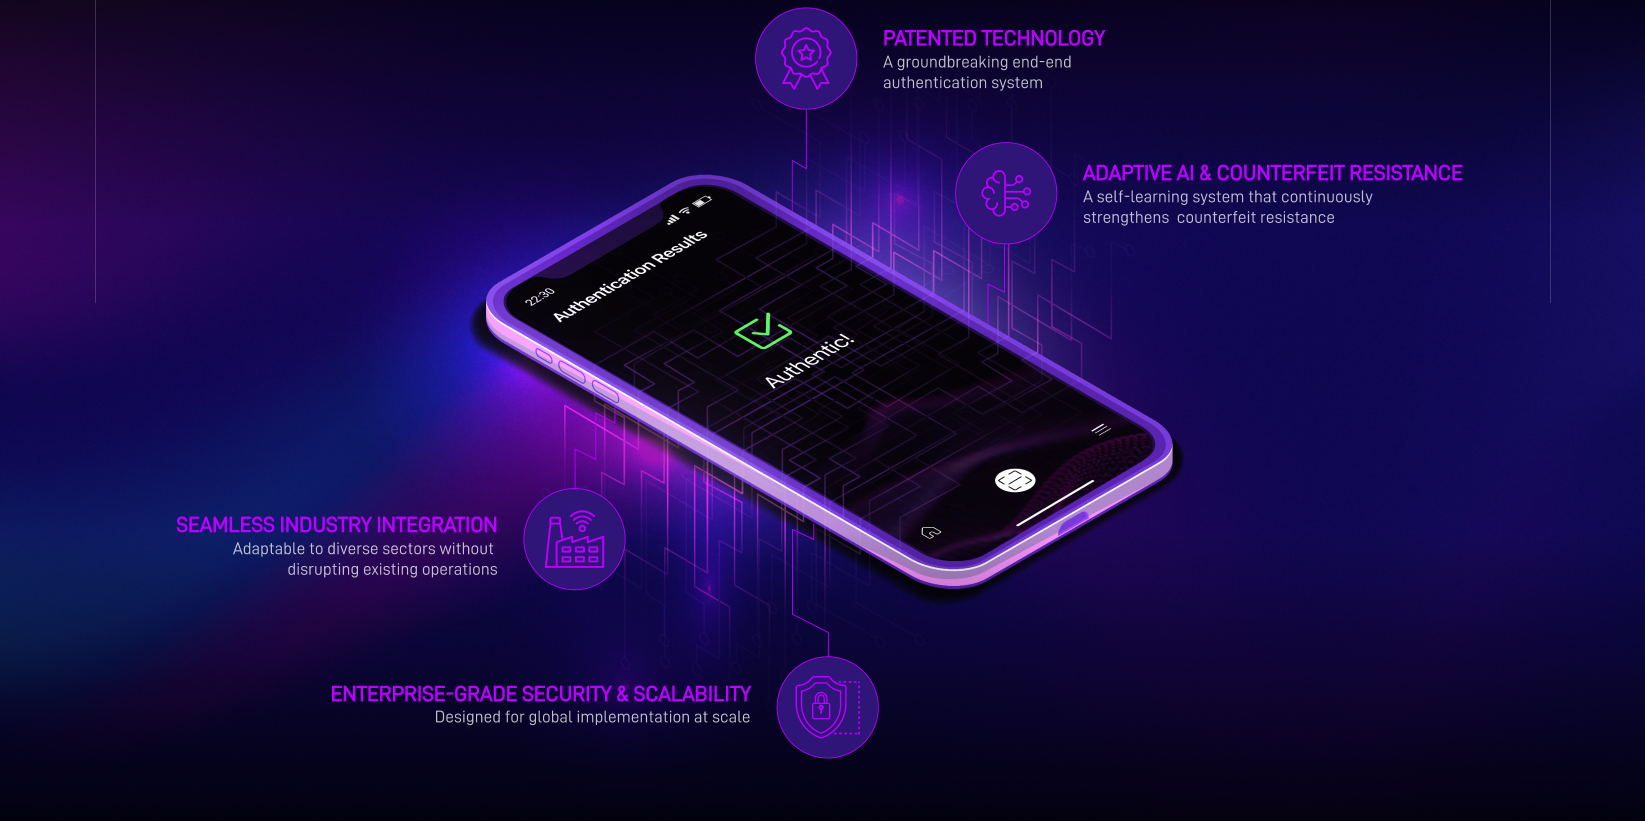 PATENTED TECHNOLOGY
A groundbreaking end-end
authentication system
ADAPTIVE AI & COUNTERFEIT RESISTANCE
A self-learning system that continuously
strengthens counterfeit resistance
22:30
Authentication Results
Authentic!
SEAMLESS INDUSTRY INTEGRATION
Adaptable to diverse sectors without
disrupting existing operations
ENTERPRISE-GRADE SECURITY & SCALABILITY
Designed for global implementation at scale